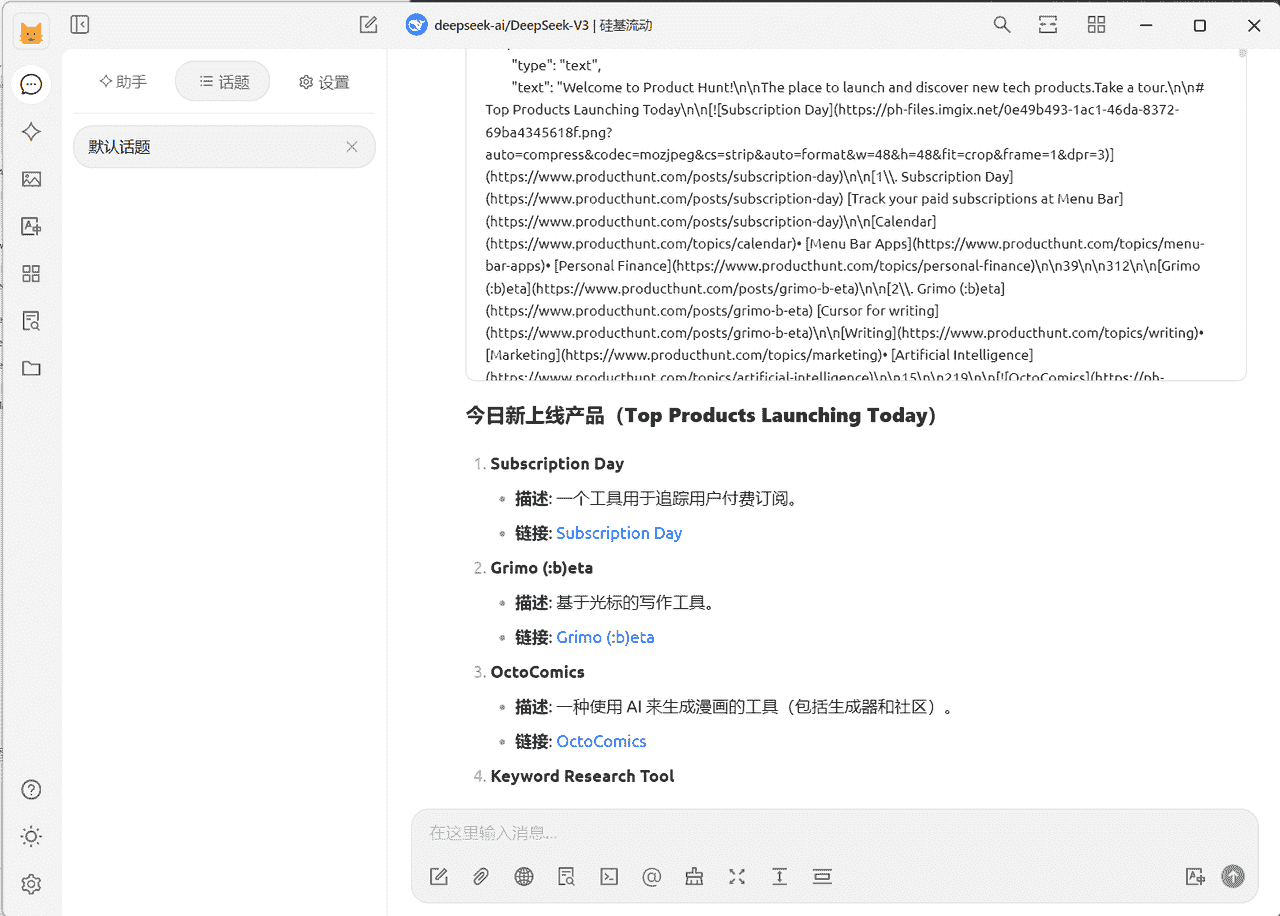 deepseek-ai/DeepSeek-V3 | 硅基流动
助手
话题
设置
默认话题
"type": "text",
"text": "Welcome to Product Hunt!\n\nThe place to launch and discover new tech products.Take a tour.\n\n#
Top Products Launching Today\n\n[![Subscription Day](https://ph-files.imgix.net/0e49b493-1ac1-46da-8372-
69ba4345618f.png?
auto=compress&codec=mozjpeg&cs=strip&auto=format&w=48&h=48&fit=crop&frame=1&dpr=3)]
(https://www.producthunt.com/posts/subscription-day)\n\n[1\\. Subscription Day]
(https://www.producthunt.com/posts/subscription-day) [Track your paid subscriptions at Menu Bar]
(https://www.producthunt.com/posts/subscription-day)\n\n[Calendar]
(https://www.producthunt.com/topics/calendar)• [Menu Bar Apps](https://www.producthunt.com/topics/menu-
bar-apps)• [Personal Finance](https://www.producthunt.com/topics/personal-finance)\n\n39\n\n312\n\n[Grimo
(:b)eta](https://www.producthunt.com/posts/grimo-b-eta)\n\n[2\\. Grimo (:b)eta]
(https://www.producthunt.com/posts/grimo-b-eta) [Cursor for writing]
(https://www.producthunt.com/posts/grimo-b-eta)\n\n[Writing](https://www.producthunt.com/topics/writing)•
[Marketing](https://www.producthunt.com/topics/marketing)• [Artificial Intelligence]
(https://www.producthunt.com/topics/artificial-intelligence)\n\n15\n\n219\n\n[![OctoComics](https://ph-
今日新上线产品（Top Products Launching Today）
1. Subscription Day
• 描述: 一个工具用于追踪用户付费订阅。
• 链接: Subscription Day
2. Grimo (:b)eta
• 描述: 基于光标的写作工具。
• 链接: Grimo (:b)eta
3. OctoComics
• 描述: 一种使用 AI 来生成漫画的工具（包括生成器和社区）。
• 链接: OctoComics
4. Keyword Research Tool
在这里输入消息...